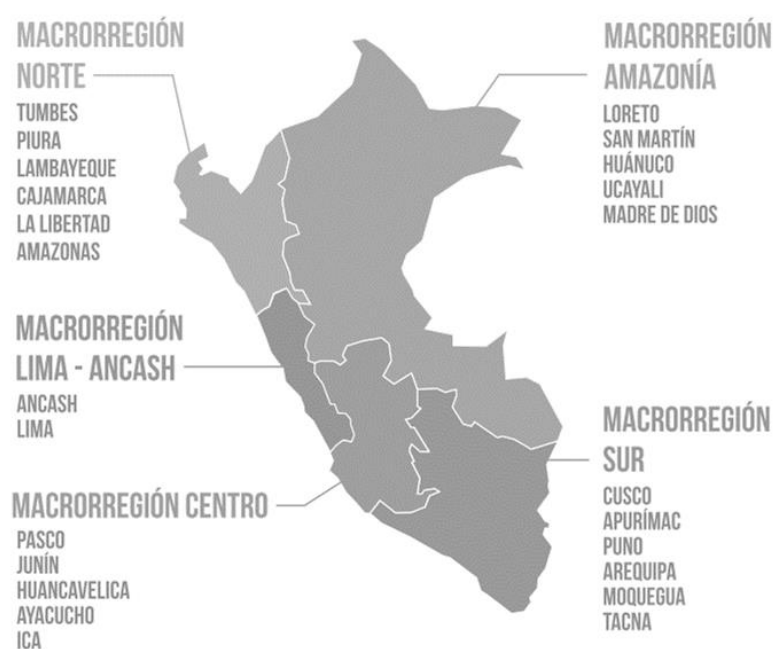 MACRORREGIÓN
NORTE
TUMBES
PIURA
LAMBAYEQUE
CAJAMARCA
LA LIBERTAD
AMAZONAS
MACRORREGIÓN
AMAZONÍA
LORETO
SAN MARTÍN
HUÁNUCO
UCAYALI
MADRE DE DIOS
MACRORREGIÓN
LIMA - ANCASH
ANCASH
LIMA
MACRORREGIÓN CENTRO
PASCO
JUNÍN
HUANCAVELICA
AYACUCHO
ICA
MACRORREGIÓN
SUR
CUSCO
APURÍMAC
PUNO
AREQUIPA
MOQUEGUA
TACNA